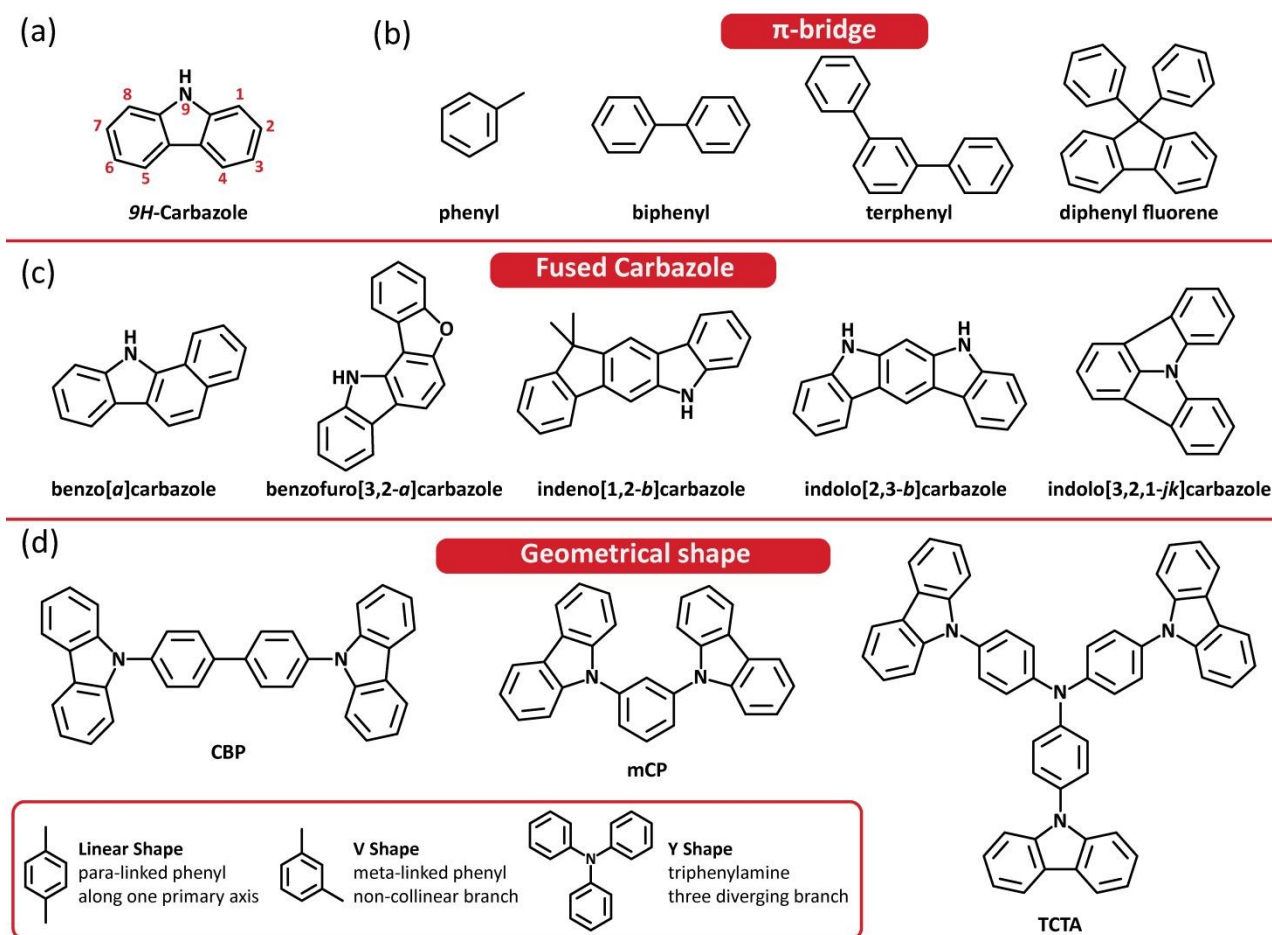 (a)
H
N
9
8
1
7
2
6
3
5
4
9H-Carbazole
(b)
π-bridge
phenyl
biphenyl
terphenyl
diphenyl fluorene
(c)
Fused Carbazole
H
N
benzo[a]carbazole
O
HN
benzofuro[3,2-a]carbazole
N
H
indeno[1,2-b]carbazole
H
N
H
N
indolo[2,3-b]carbazole
N
indolo[3,2,1-jk]carbazole
(d)
Geometrical shape
N
N
CBP
N
N
mCP
N
N
N
N
TCTA
Linear Shape
para-linked phenyl
along one primary axis
V Shape
meta-linked phenyl
non-collinear branch
N
Y Shape
triphenylamine
three diverging branch